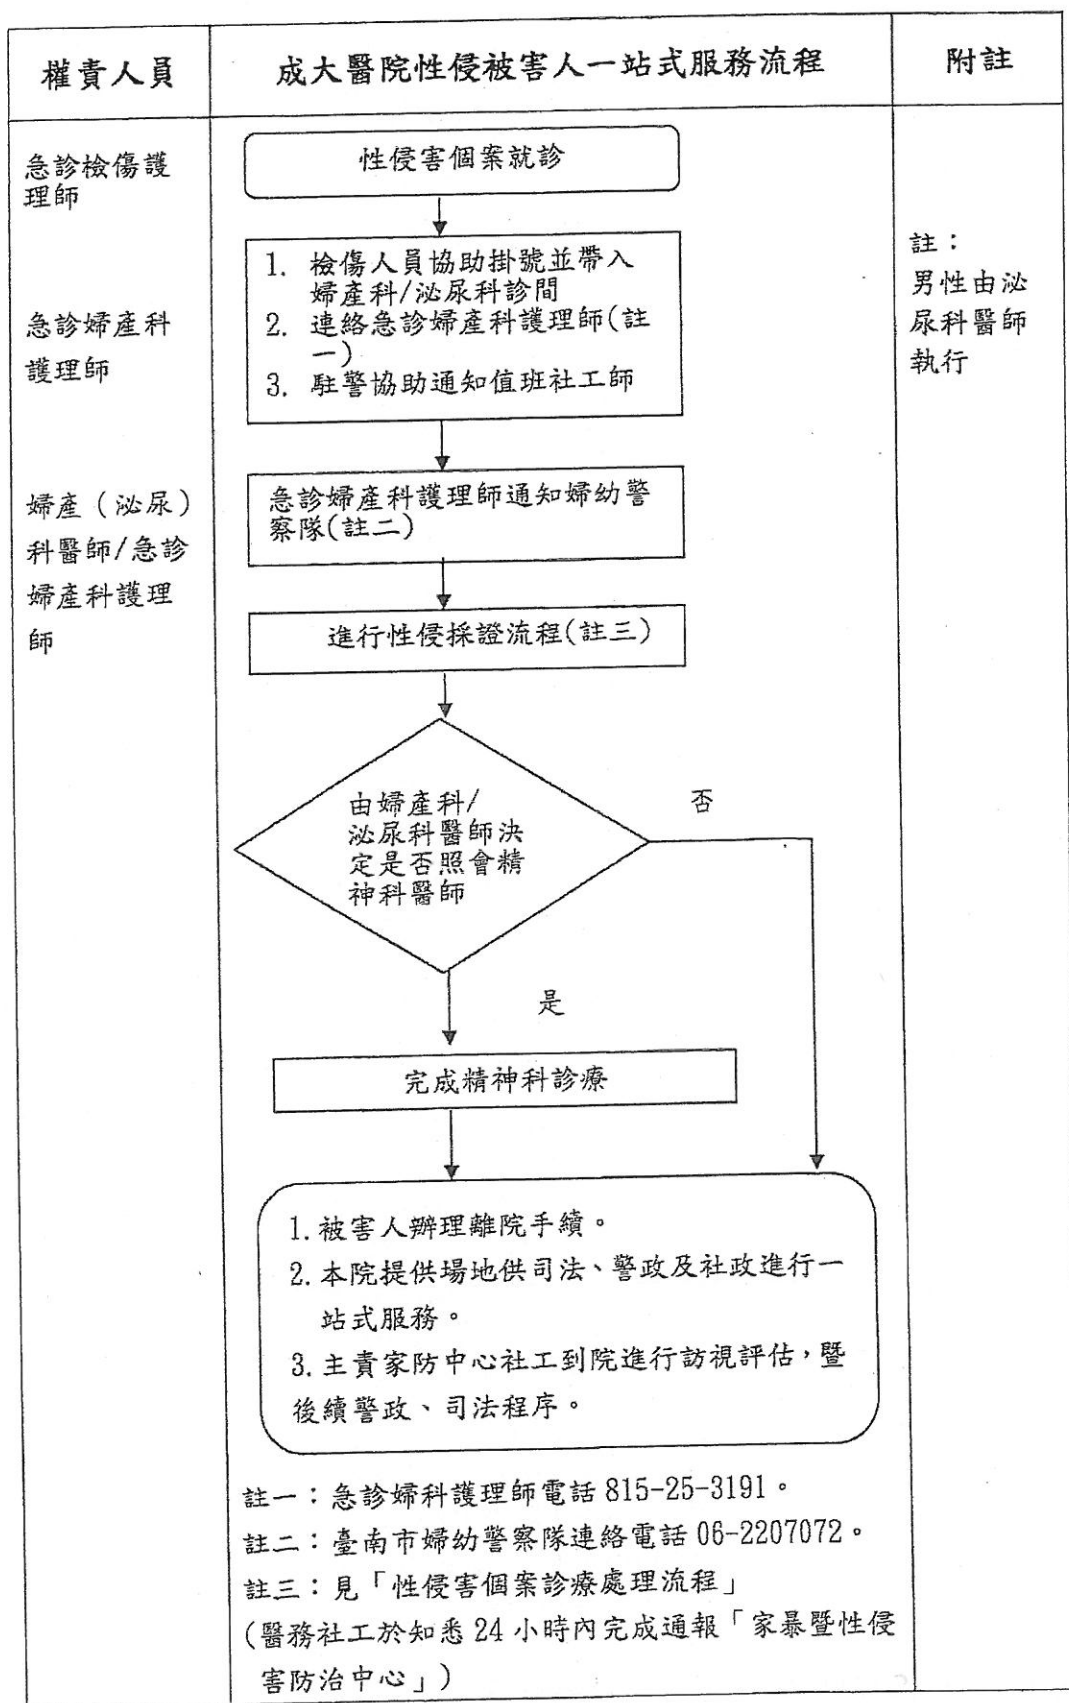 權責人員
成大醫院性侵被害人一站式服務流程
附註
急診檢傷護
理師
急診婦產科
護理師
婦產（泌尿）
科醫師/急診
婦產科護理
師
性侵害個案就診
1. 檢傷人員協助掛號並帶入
婦產科/泌尿科診間
2. 連絡急診婦產科護理師(註
一)
3. 駐警協助通知值班社工師
急診婦產科護理師通知婦幼警
察隊(註二)
進行性侵採證流程(註三)
由婦產科/
泌尿科醫師決
定是否照會精
神科醫師
否
是
完成精神科診療
1.被害人辦理離院手續。
2.本院提供場地供司法、警政及社政進行一
站式服務。
3.主責家防中心社工到院進行訪視評估，暨
後續警政、司法程序。
註一：急診婦科護理師電話 815-25-3191。
註二：臺南市婦幼警察隊連絡電話 06-2207072。
註三：見「性侵害個案診療處理流程」
(醫務社工於知悉 24 小時內完成通報「家暴暨性侵
害防治中心」)
註：
男性由泌
尿科醫師
執行